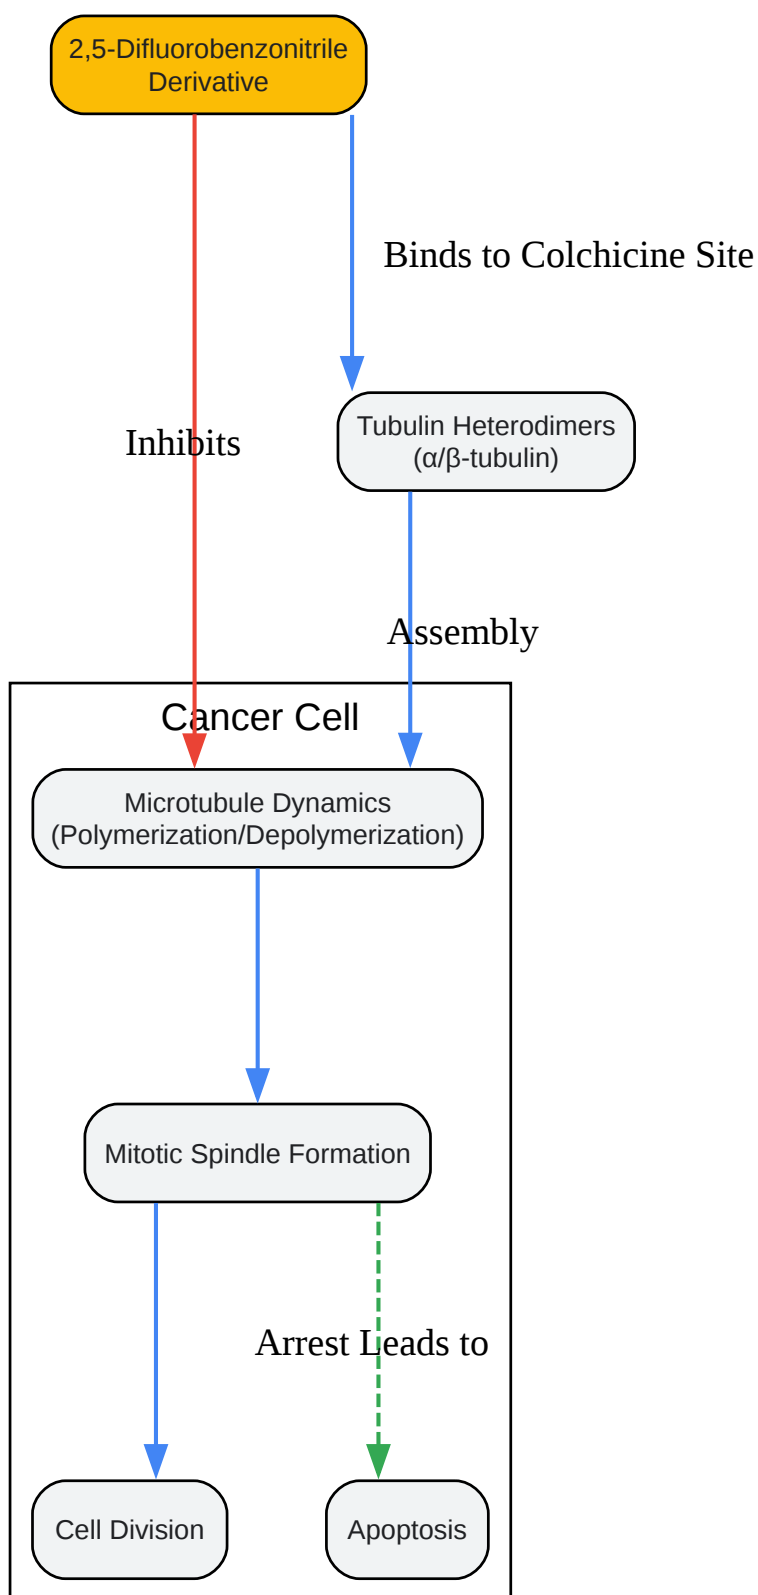 2,5-Difluorobenzonitrile
Derivative
Binds to Colchicine Site
Inhibits
Tubulin Heterodimers
(α/β-tubulin)
Assembly
Cancer Cell
Microtubule Dynamics
(Polymerization/Depolymerization)
Mitotic Spindle Formation
Arrest Leads to
Cell Division
Apoptosis